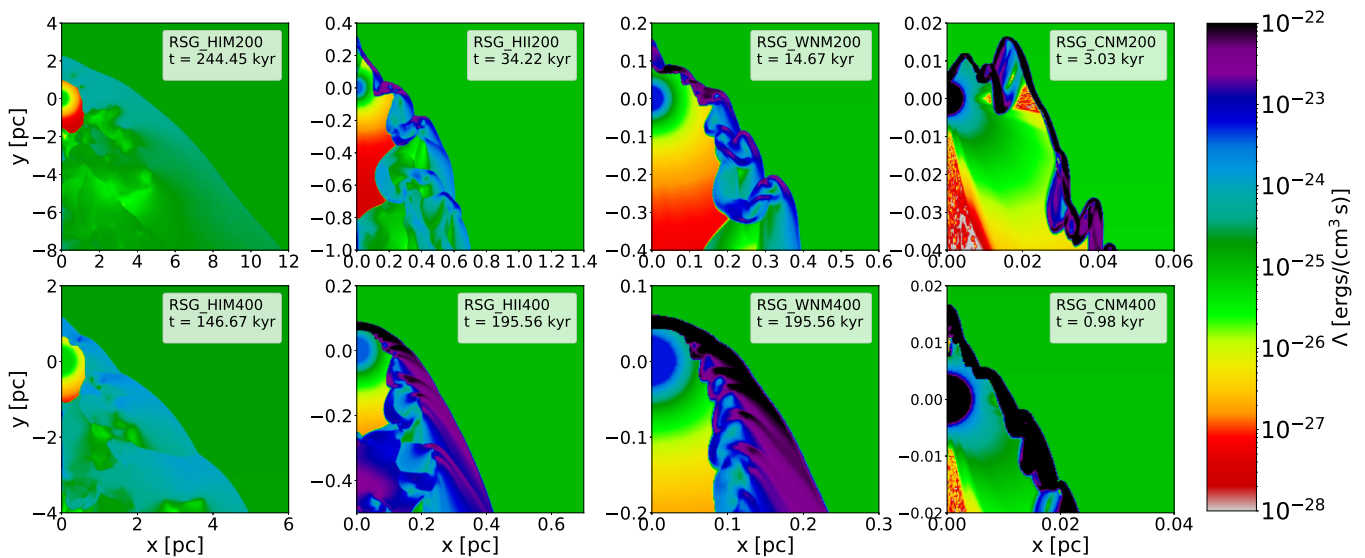 RSG_HIM200
t = 244.45 kyr
RSG_HII200
t = 34.22 kyr
RSG_WNM200
t = 14.67 kyr
RSG_CNM200
t = 3.03 kyr
y [pc]
4
2
0
−2
−4
−6
−8
0 2 4 6 8 10 12
0.4
0.2
0.0
−0.2
−0.4
−0.6
−0.8
−1.0
0.0 0.2 0.4 0.6 0.8 1.0 1.2 1.4
0.2
0.1
0.0
−0.1
−0.2
−0.3
−0.4
0.0 0.1 0.2 0.3 0.4 0.5 0.6
0.02
0.01
0.00
−0.01
−0.02
−0.03
−0.04
0.00 0.02 0.04 0.06
RSG_HIM400
t = 146.67 kyr
RSG_HII400
t = 195.56 kyr
RSG_WNM400
t = 195.56 kyr
RSG_CNM400
t = 0.98 kyr
y [pc]
2
0
−2
−4
0 2 4 6
x [pc]
0.2
0.0
−0.2
−0.4
0.0 0.2 0.4 0.6 0.8 1.0
x [pc]
0.1
0.0
−0.1
−0.2
0.0 0.1 0.2 0.3
x [pc]
0.02
0.01
0.00
−0.01
−0.02
0.00 0.02 0.04
x [pc]
10⁻²²
10⁻²³
10⁻²⁴
10⁻²⁵
10⁻²⁶
10⁻²⁷
10⁻²⁸
Λ [ergs/(cm³ s)]